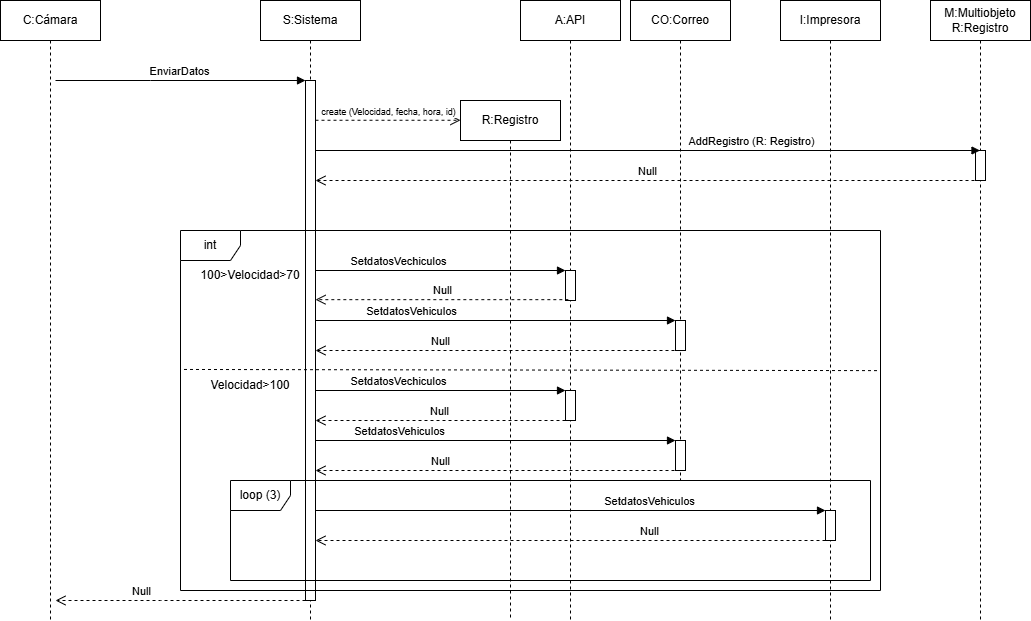 C:Cámara
S:Sistema
A:API
CO:Correo
I:Impresora
M:Multiobjeto
R:Registro
EnviarDatos
create (Velocidad, fecha, hora, id)
R:Registro
AddRegistro (R: Registro)
Null
int
100>Velocidad>70
SetdatosVechiculos
Null
SetdatosVehiculos
Null
Velocidad>100
SetdatosVechiculos
Null
SetdatosVehiculos
Null
loop (3)
SetdatosVehiculos
Null
Null